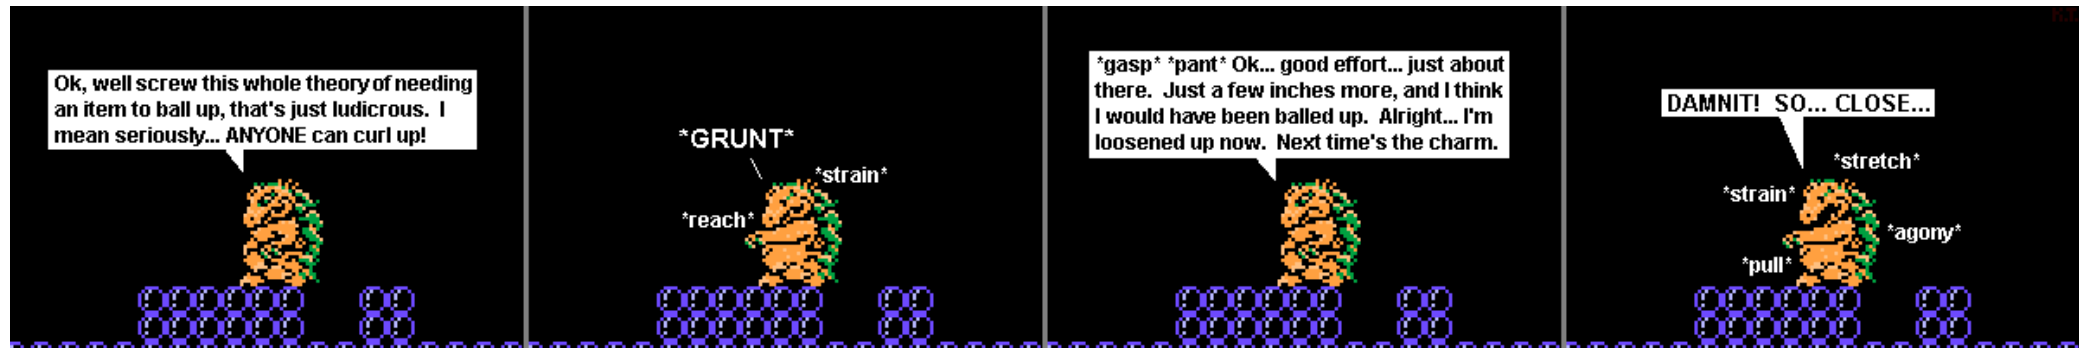 Ok, well screw this whole theory of needing
an item to ball up, that's just ludicrous.  I
mean seriously... ANYONE can curl up!
*GRUNT*
*strain*
*reach*
*gasp* *pant* Ok... good effort... just about
there.  Just a few inches more, and I think
I would have been balled up.  Alright... I'm
loosened up now.  Next time's the charm.
DAMNIT!  SO... CLOSE...
*stretch*
*strain*
*agony*
*pull*